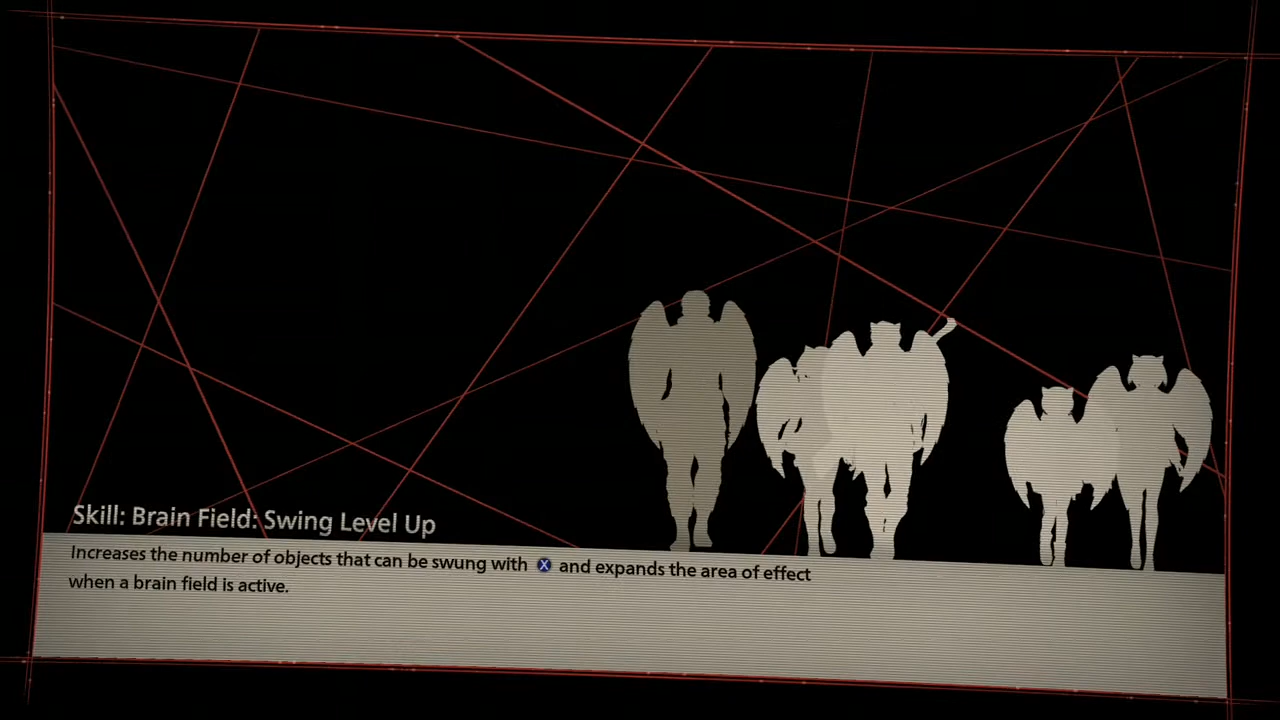 Skill: Brain Field: Swing Level Up
Increases the number of objects that can be swung with X and expands the area of effect
when a brain field is active.